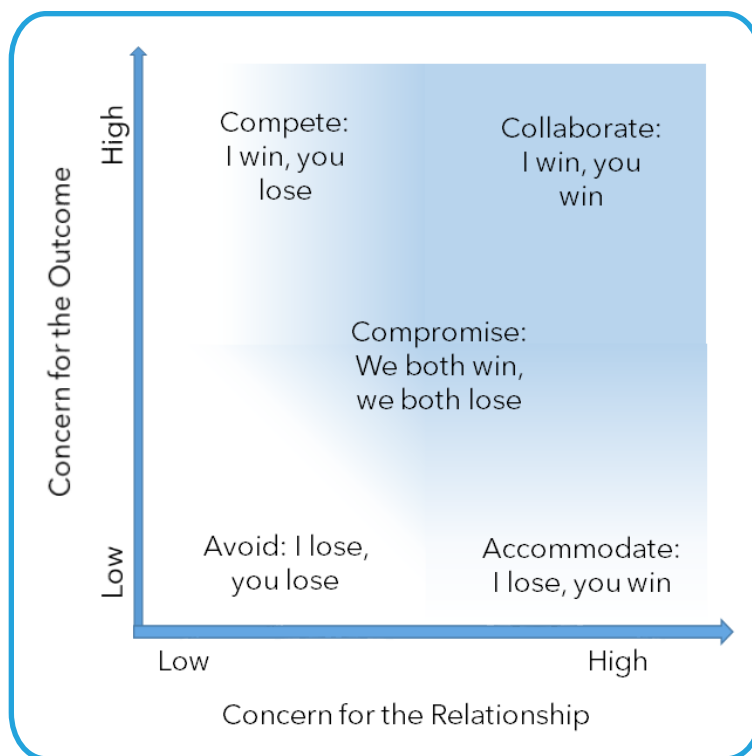 High
Concern for the Outcome
Low
Compete:
I win, you
lose
Collaborate:
I win, you
win
Compromise:
We both win,
we both lose
Avoid: I lose,
you lose
Accommodate:
I lose, you win
Low
High
Concern for the Relationship